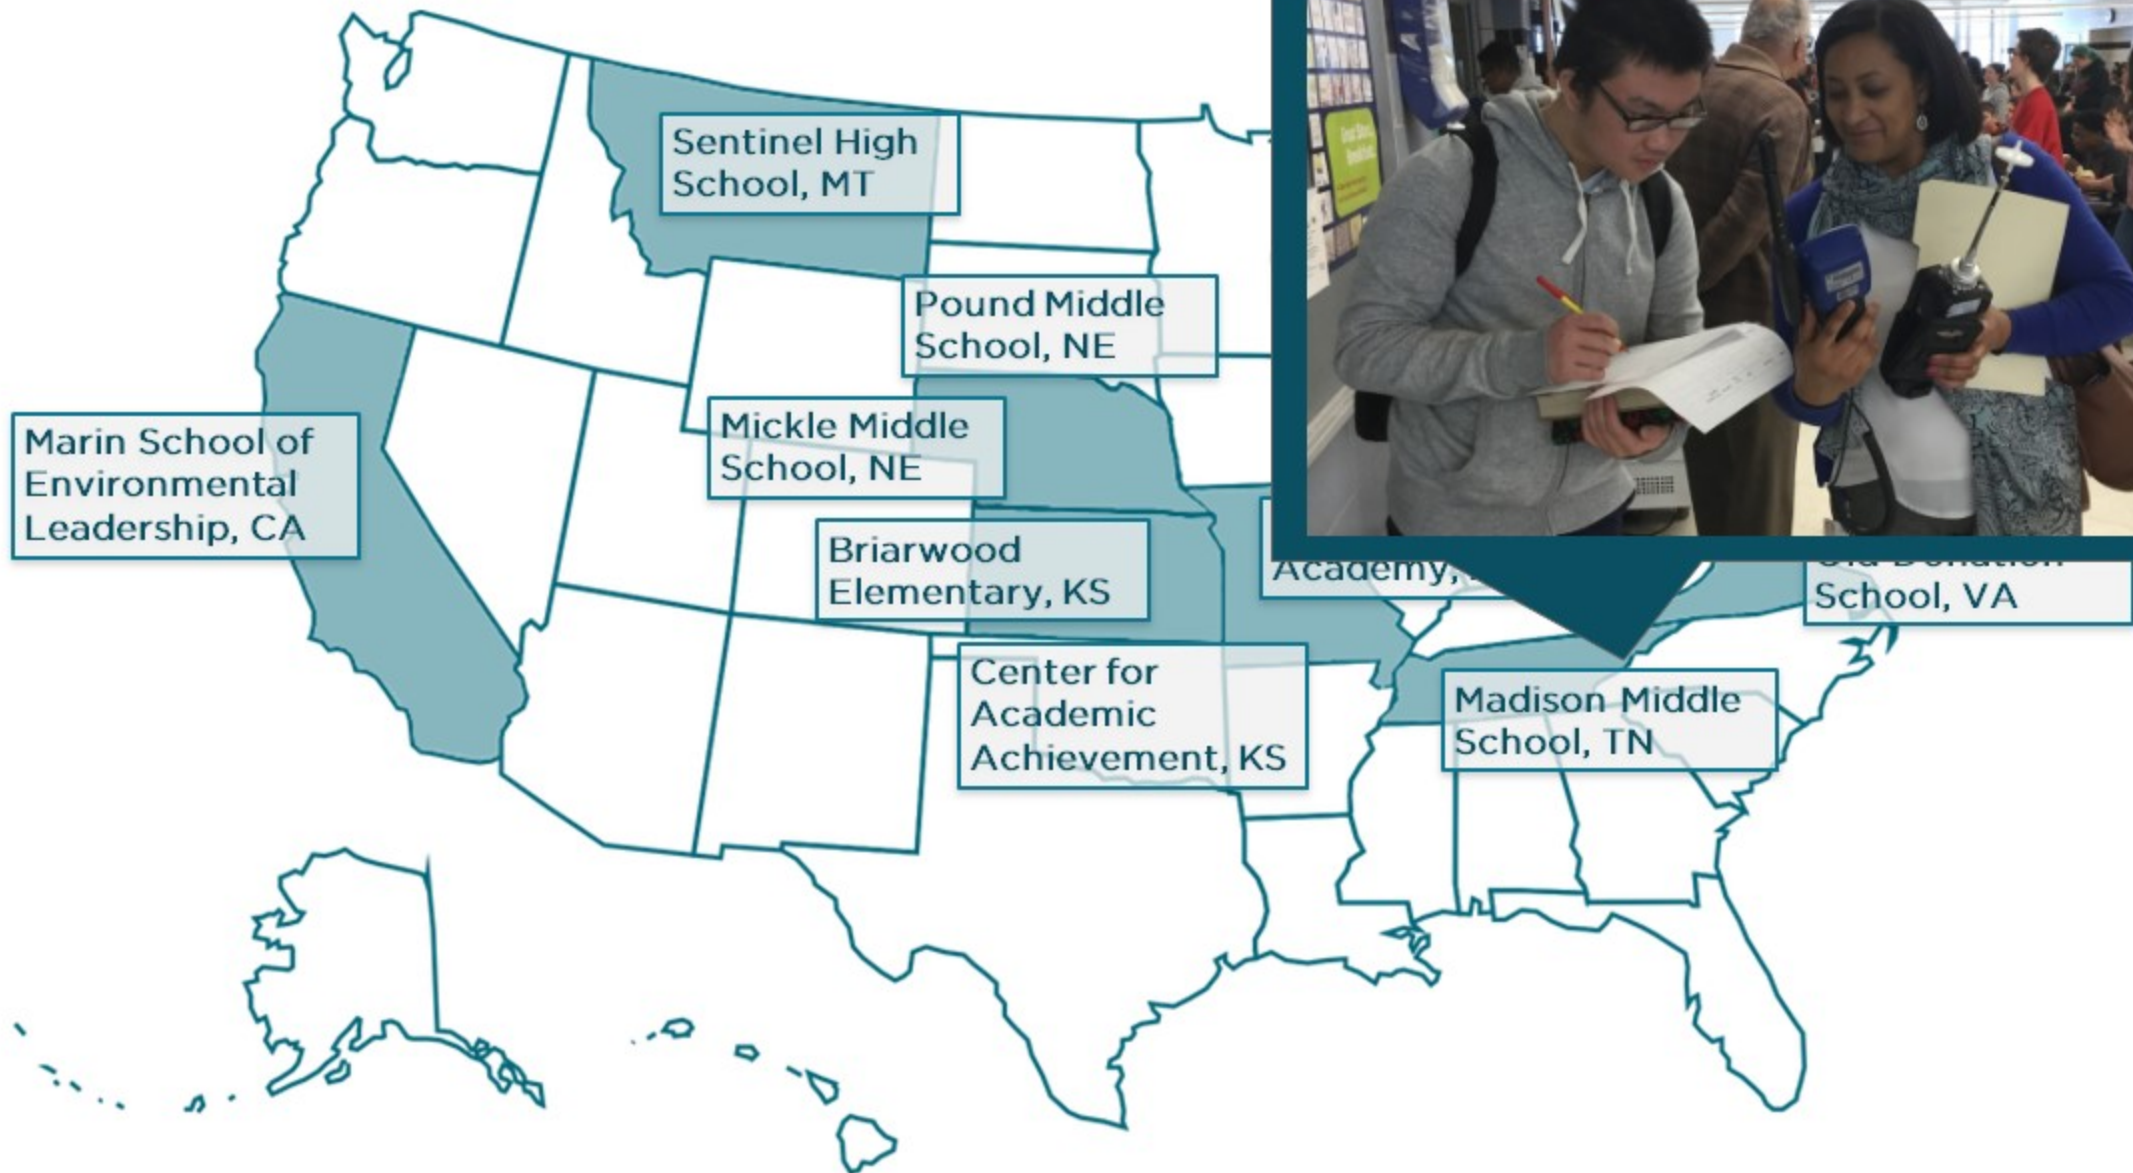 Sentinel High
School, MT
Pound Middle
School, NE
Mickle Middle
School, NE
Marin School of
Environmental
Leadership, CA
Briarwood
Elementary, KS
Academy,
School, VA
Center for
Academic
Achievement, KS
Madison Middle
School, TN